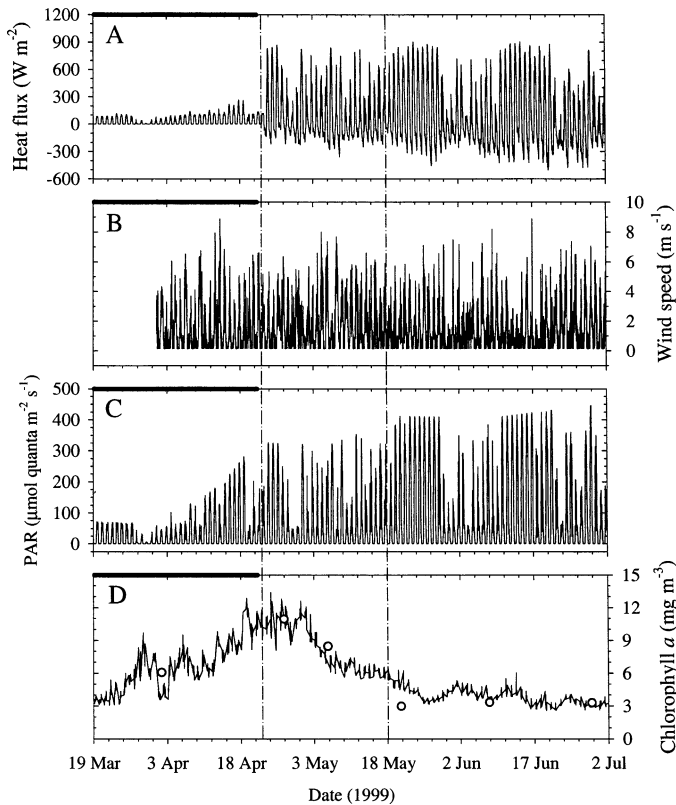 1200
900
600
300
0
-300
-600
Heat flux (W m-2)
A
B
10
8
6
4
2
0
Wind speed (m s-1)
500
400
300
200
100
0
PAR (µmol quanta m-2 s-1)
C
D
15
12
9
6
3
0
Chlorophyll a (mg m-3)
19 Mar 3 Apr 18 Apr 3 May 18 May 2 Jun 17 Jun 2 Jul
Date (1999)